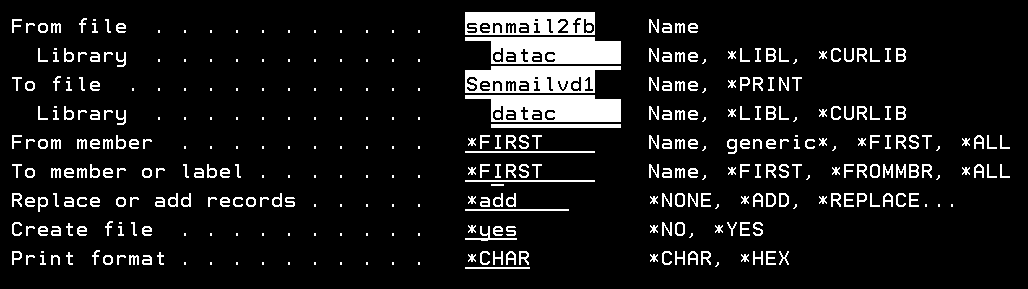 From file . . . . . . . . . . . senmail2fb Name
Library . . . . . . . . . . . datac Name, *LIBL, *CURLIB
To file . . . . . . . . . . . . Senmailvd1 Name, *PRINT
Library . . . . . . . . . . . datac Name, *LIBL, *CURLIB
From member . . . . . . . . . . *FIRST Name, generic*, *FIRST, *ALL
To member or label . . . . . . . *FIRST Name, *FIRST, *FROMMBR, *ALL
Replace or add records . . . . . *add *NONE, *ADD, *REPLACE...
Create file . . . . . . . . . . *yes *NO, *YES
Print format . . . . . . . . . . *CHAR *CHAR, *HEX